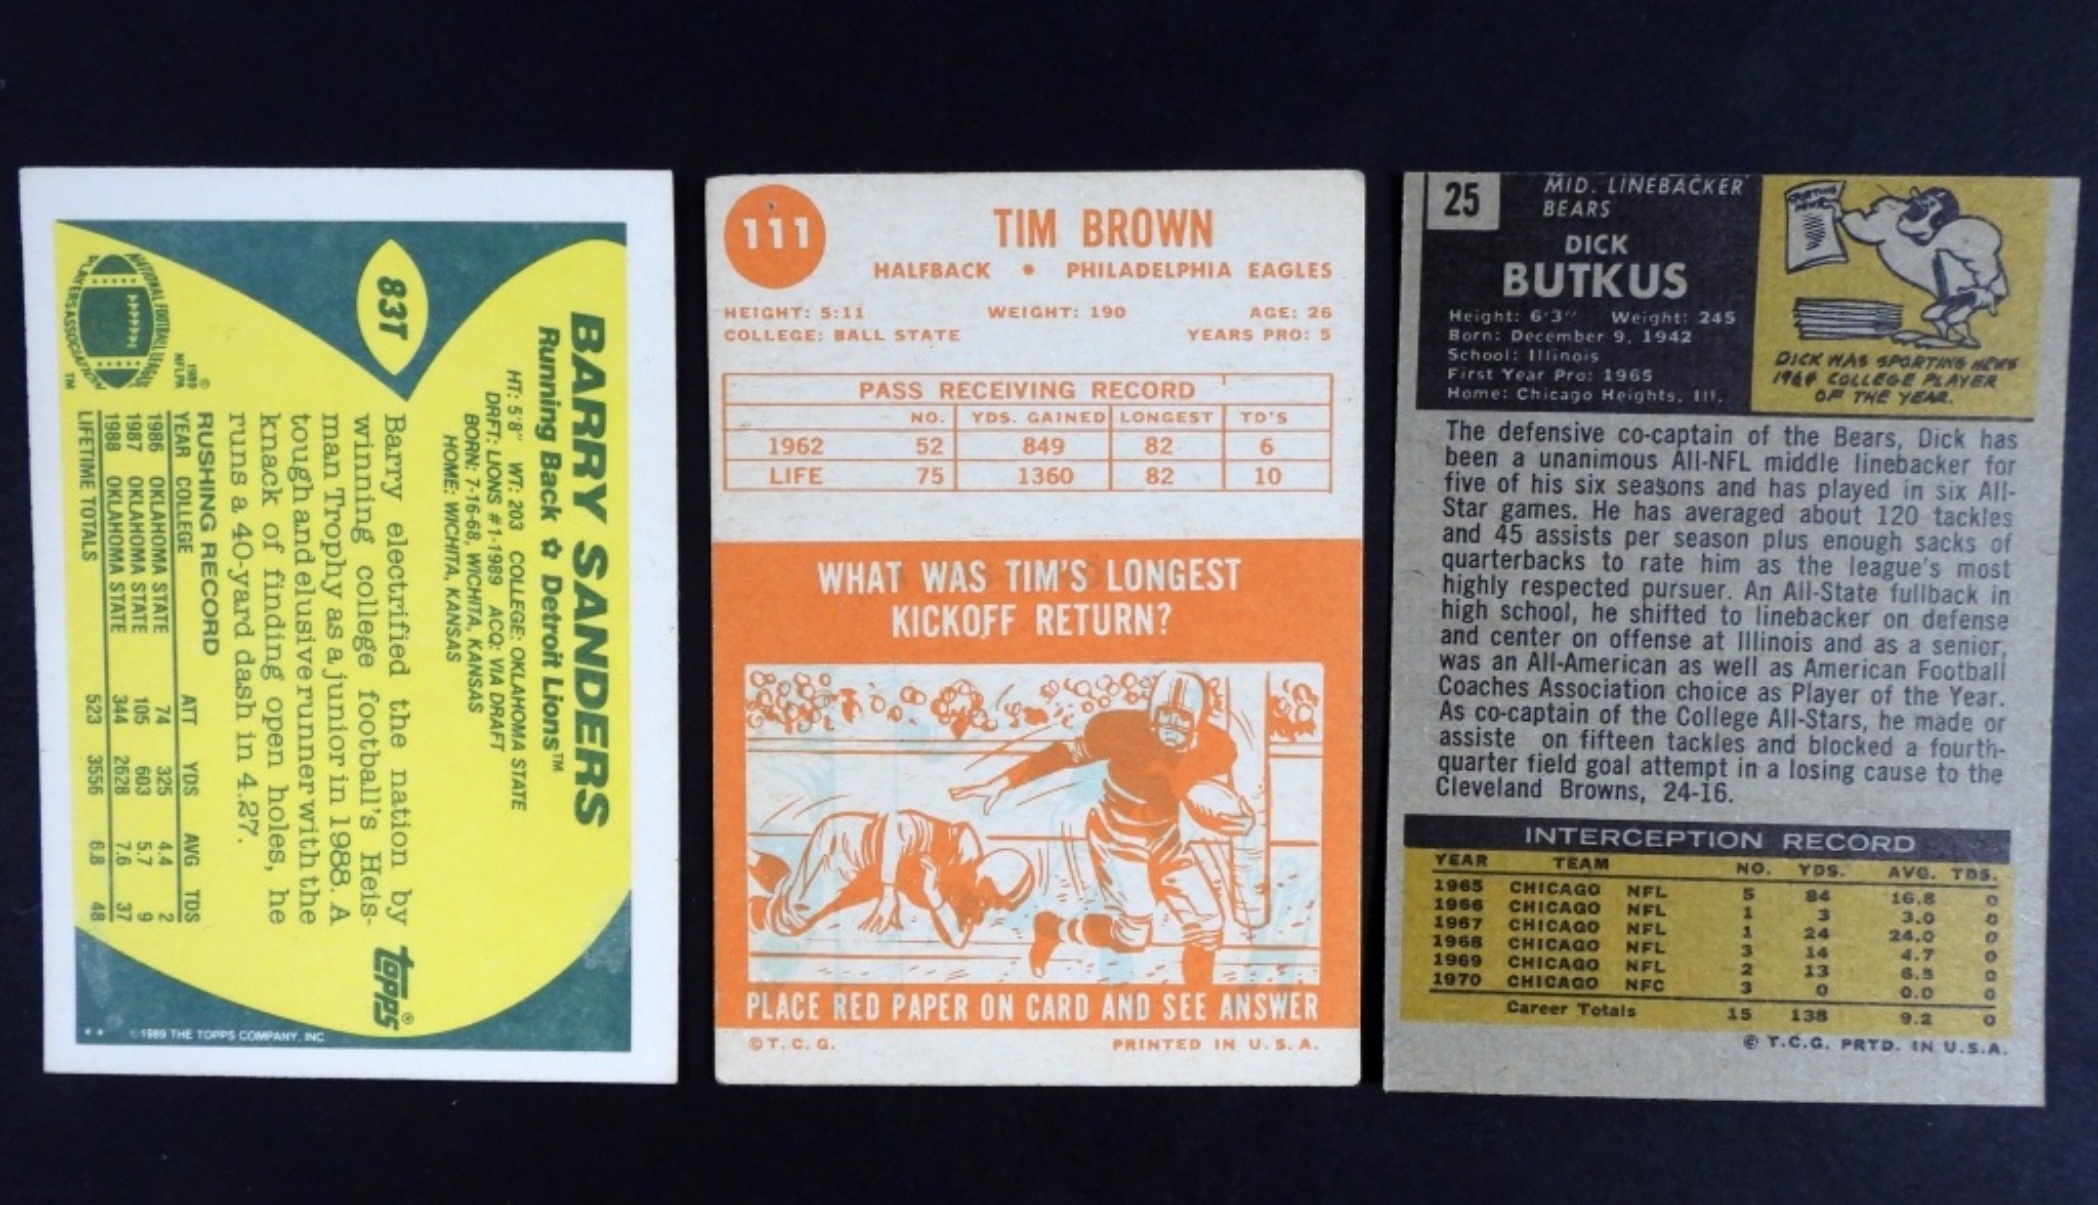 83T
BARRY SANDERS
Running Back ✿ Detroit Lions™
HT: 5'8" WT: 203 COLLEGE: OKLAHOMA STATE
DRFT: LIONS #1-1989 ACQ: VIA DRAFT
BORN: 7-16-68, WICHITA, KANSAS
HOME: WICHITA, KANSAS
Barry electrified the nation by
winning college football's Heis-
man Trophy as a junior in 1988. A
tough and elusive runner with the
knack of finding open holes, he
runs a 40-yard dash in 4.27.
RUSHING RECORD
YEAR COLLEGE ATT YDS AVG TDS
1986 OKLAHOMA STATE 74 325 4.4 2
1987 OKLAHOMA STATE 105 603 5.7 9
1988 OKLAHOMA STATE 344 2628 7.6 37
LIFETIME TOTALS 523 3556 6.8 48
NATIONAL FOOTBALL LEAGUE
PLAYERS ASSOCIATION
TM
©
1989
NFLPA
topps®
** ©1989 THE TOPPS COMPANY, INC
111
TIM BROWN
HALFBACK • PHILADELPHIA EAGLES
HEIGHT: 5:11 WEIGHT: 190 AGE: 26
COLLEGE: BALL STATE YEARS PRO: 5
PASS RECEIVING RECORD
NO. YDS. GAINED LONGEST TD'S
1962 52 849 82 6
LIFE 75 1360 82 10
WHAT WAS TIM'S LONGEST
KICKOFF RETURN?
PLACE RED PAPER ON CARD AND SEE ANSWER
©T.C.G. PRINTED IN U.S.A.
25
MID. LINEBACKER
BEARS
DICK
BUTKUS
Height: 6'3" Weight: 245
Born: December 9, 1942
School: Illinois
First Year Pro: 1965
Home: Chicago Heights, Ill.
SPORTING
NEWS
DICK WAS SPORTING NEWS
1964 COLLEGE PLAYER
OF THE YEAR.
The defensive co-captain of the Bears, Dick has
been a unanimous All-NFL middle linebacker for
five of his six seasons and has played in six All-
Star games. He has averaged about 120 tackles
and 45 assists per season plus enough sacks of
quarterbacks to rate him as the league's most
highly respected pursuer. An All-State fullback in
high school, he shifted to linebacker on defense
and center on offense at Illinois and as a senior,
was an All-American as well as American Football
Coaches Association choice as Player of the Year.
As co-captain of the College All-Stars, he made or
assiste on fifteen tackles and blocked a fourth-
quarter field goal attempt in a losing cause to the
Cleveland Browns, 24-16.
INTERCEPTION RECORD
YEAR TEAM NO. YDS. AVG. TDS.
1965 CHICAGO NFL 5 84 16.8 0
1966 CHICAGO NFL 1 3 3.0 0
1967 CHICAGO NFL 1 24 24.0 0
1968 CHICAGO NFL 3 14 4.7 0
1969 CHICAGO NFL 2 13 6.5 0
1970 CHICAGO NFC 3 0 0.0 0
Career Totals 15 138 9.2 0
© T.C.G. PRTD. IN U.S.A.